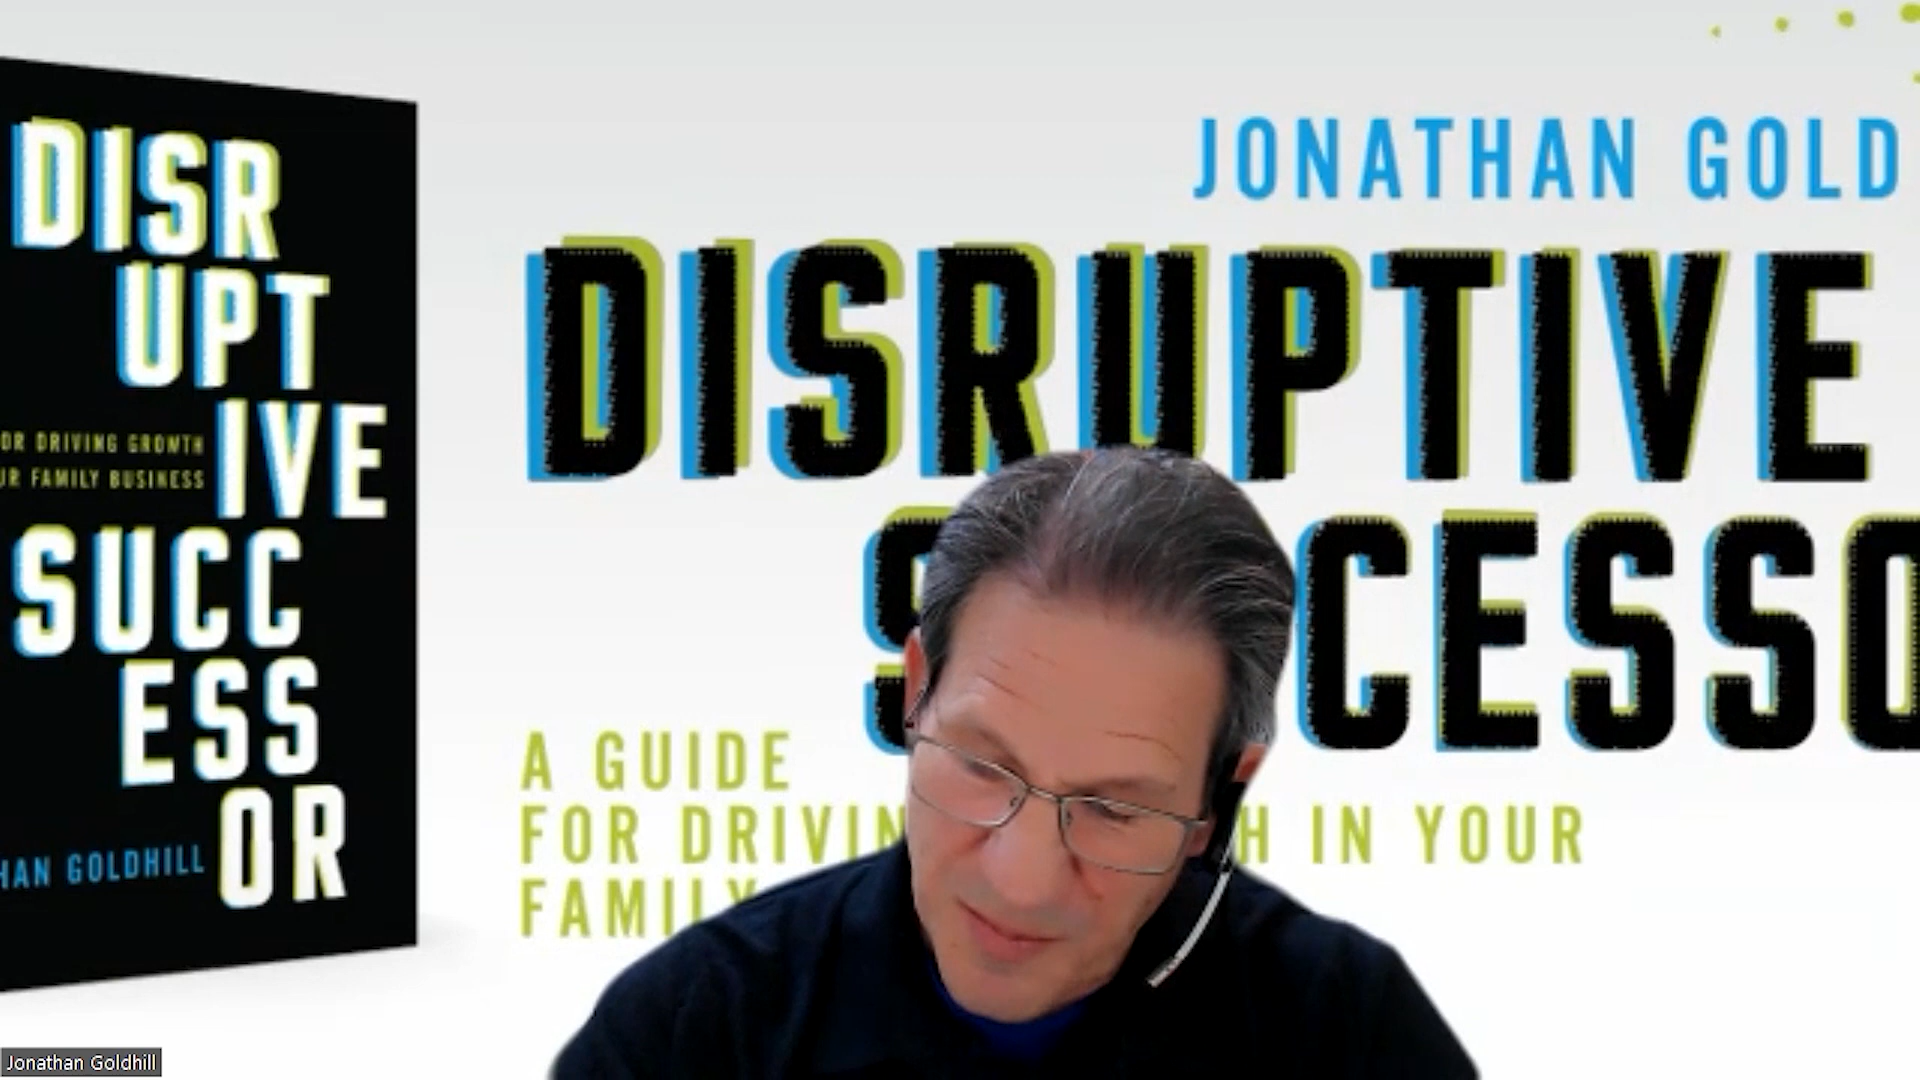 DISR
UPT
IVE
OR DRIVING GROWTH
UR FAMILY BUSINESS
SUCC
ESS
OR
HAN GOLDHILL
JONATHAN GOLD
DISRUPTIVE
S CESSO
A GUIDE
FOR DRIVIN H IN YOUR
FAMILY
Jonathan Goldhill